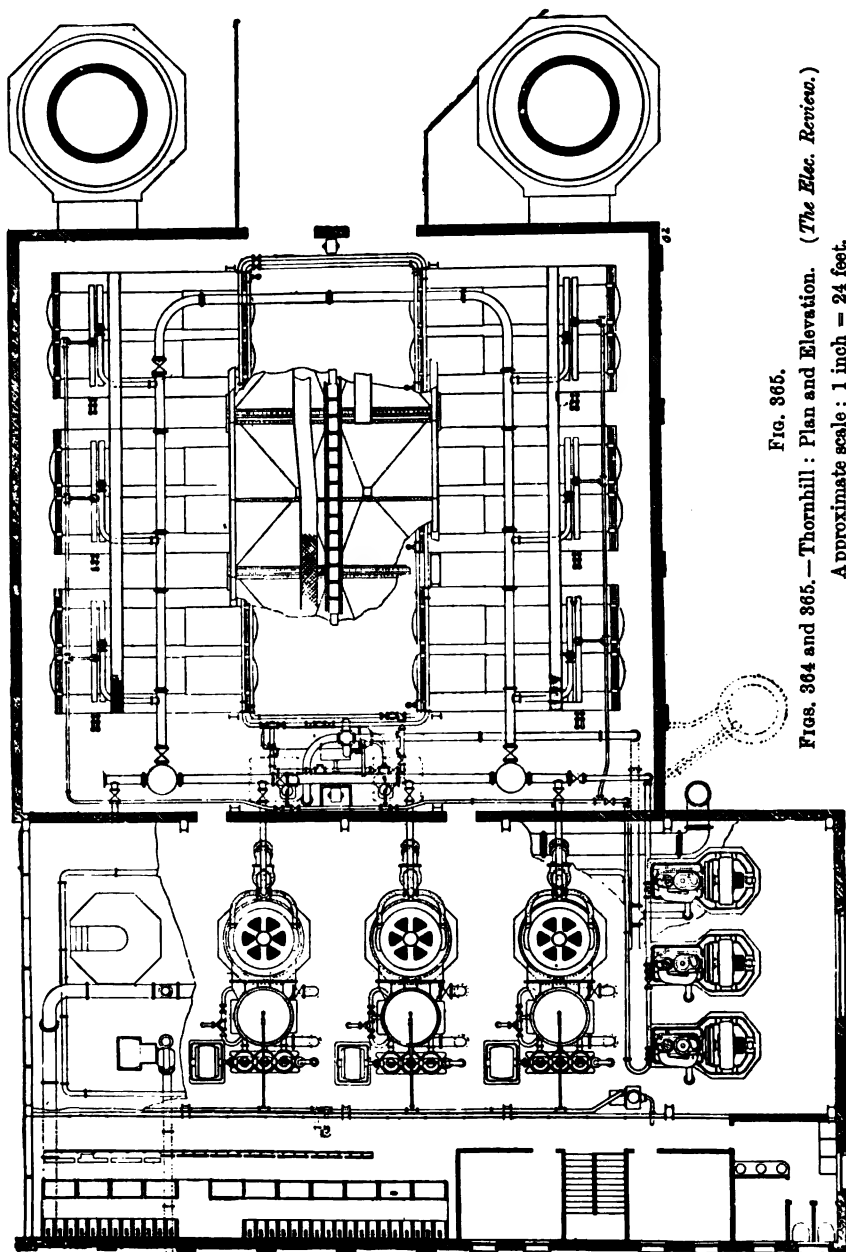 FIG. 365.
FIGS. 364 and 365.—Thornhill: Plan and Elevation. (The Elec. Review.)
Approximate scale: 1 inch = 24 feet.